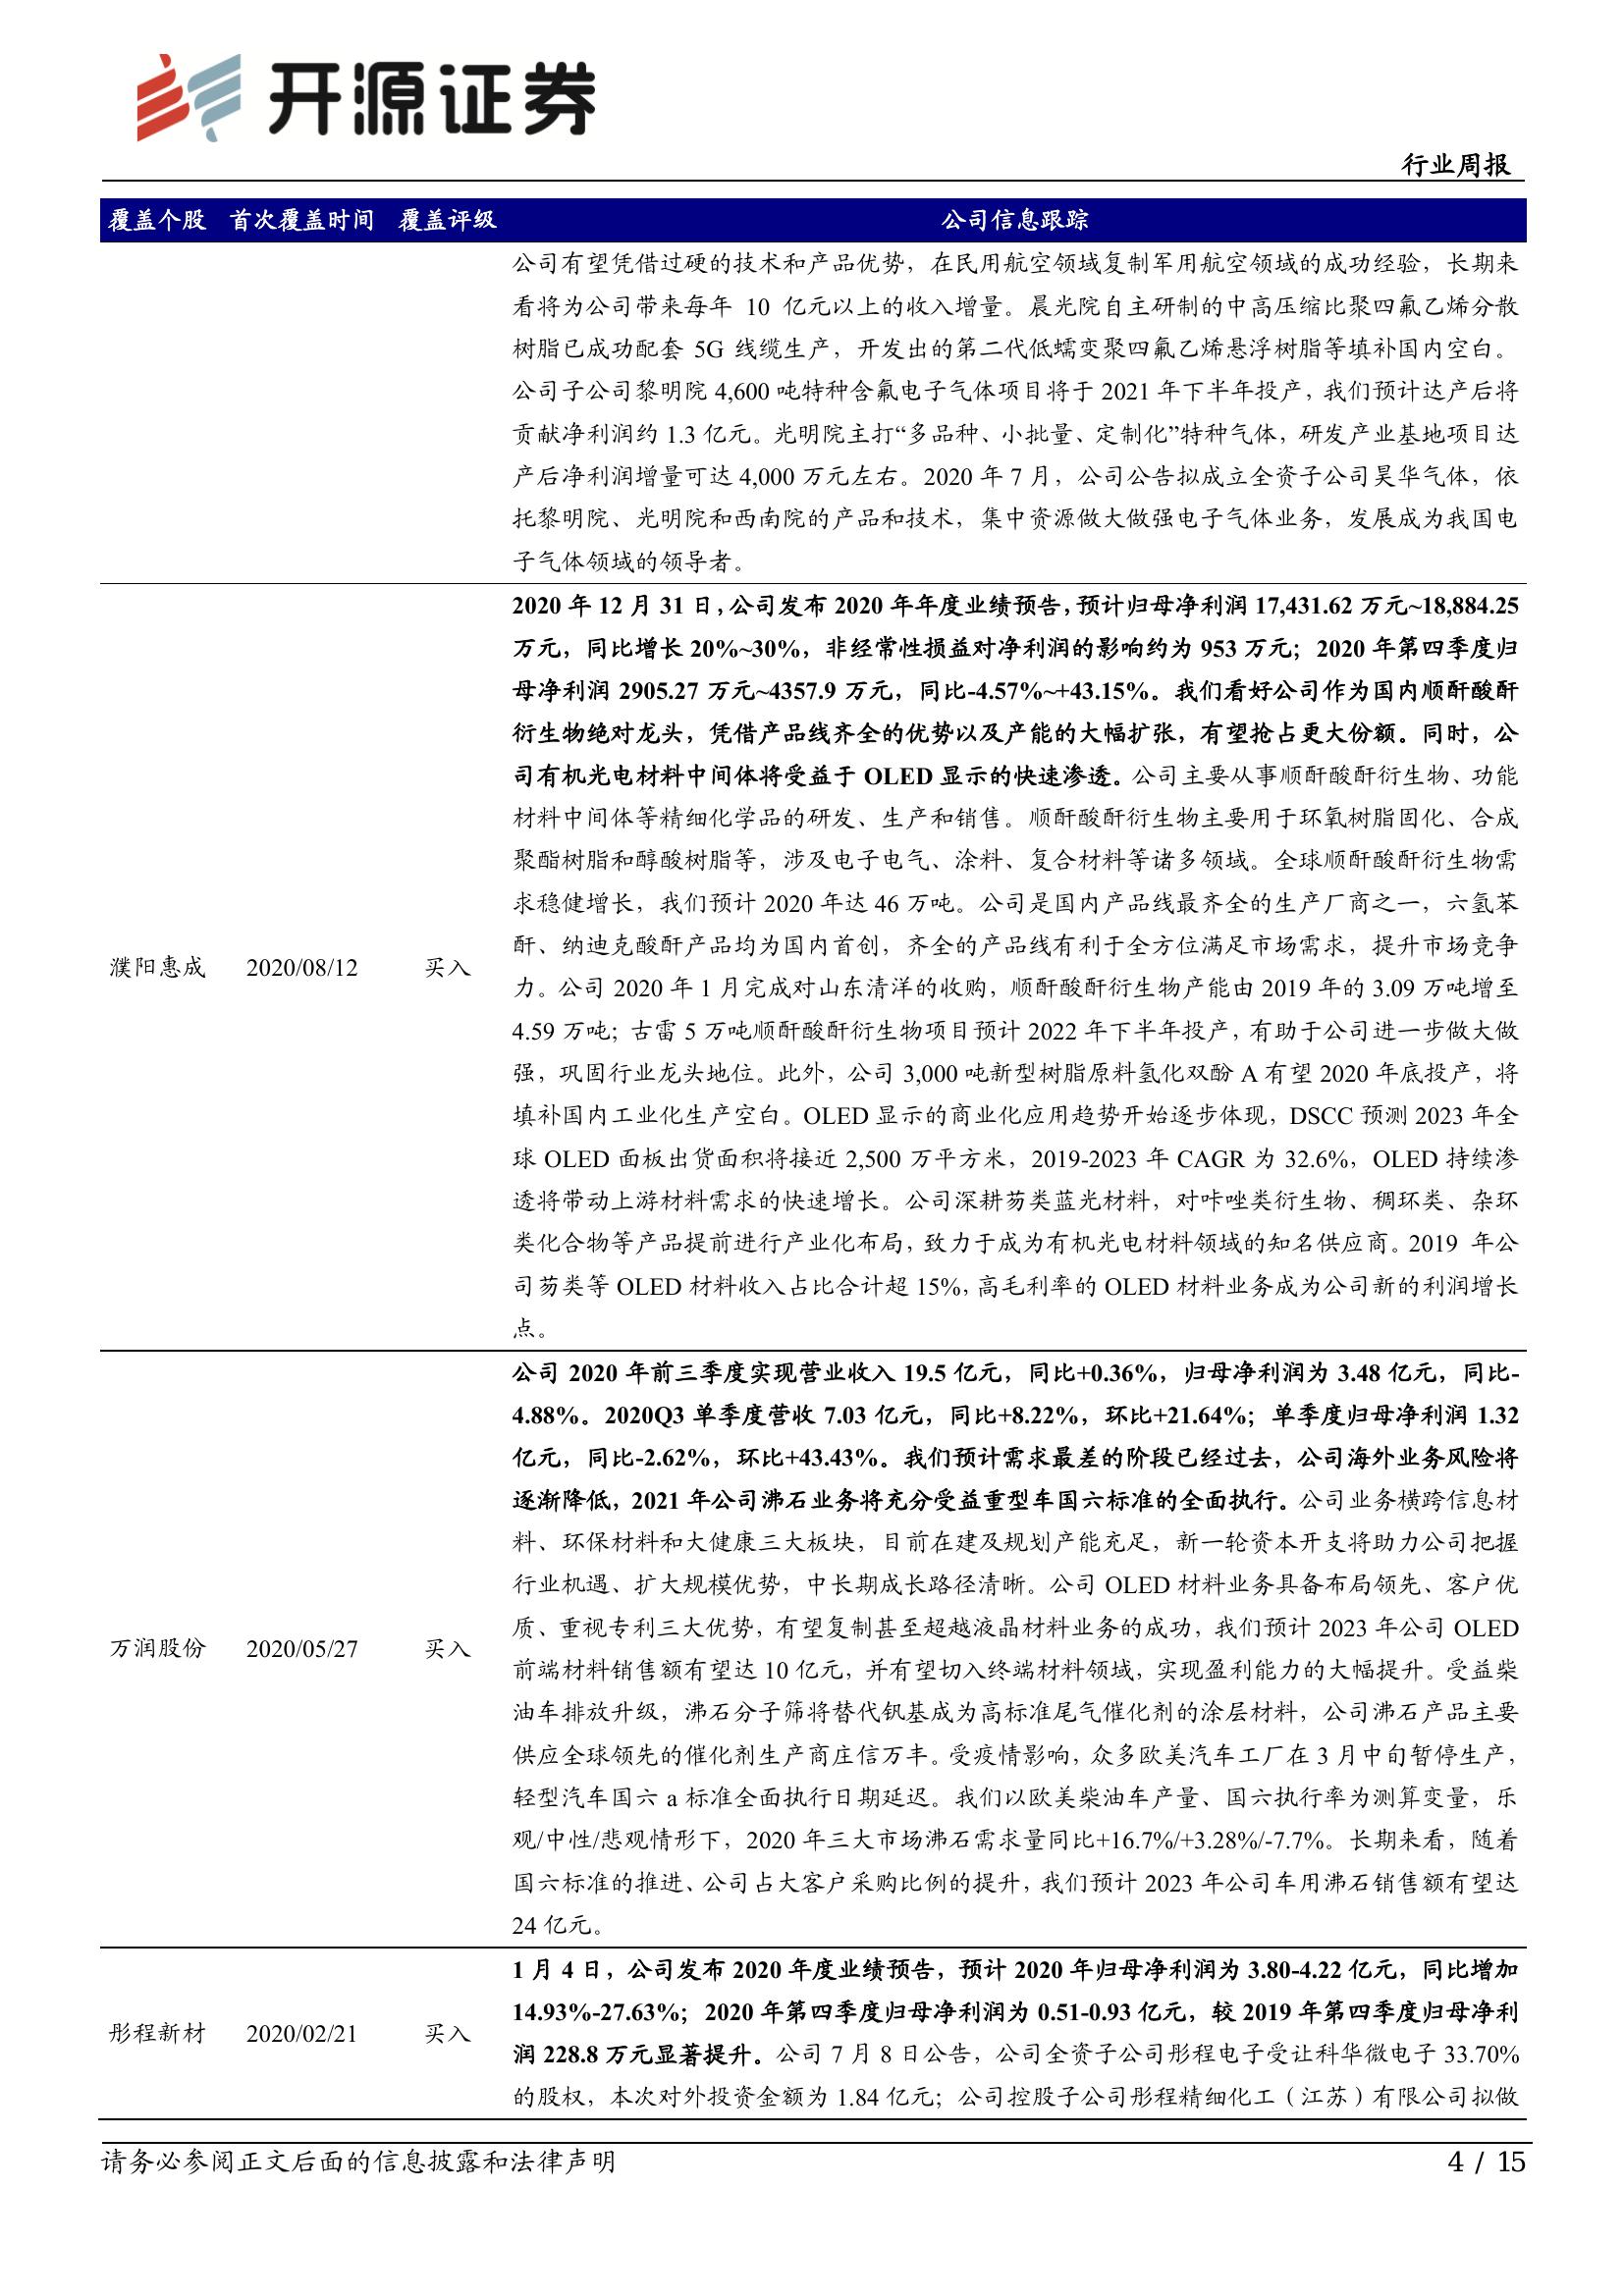 开源证券
行业周报
覆盖个股 首次覆盖时间 覆盖评级 公司信息跟踪
公司有望凭借过硬的技术和产品优势，在民用航空领域复制军用航空领域的成功经验，长期来
看将为公司带来每年 10 亿元以上的收入增量。晨光院自主研制的中高压缩比聚四氟乙烯分散
树脂已成功配套 5G 线缆生产，开发出的第二代低蠕变聚四氟乙烯悬浮树脂等填补国内空白。
公司子公司黎明院 4,600 吨特种含氟电子气体项目将于 2021 年下半年投产，我们预计达产后将
贡献净利润约 1.3 亿元。光明院主打“多品种、小批量、定制化”特种气体，研发产业基地项目达
产后净利润增量可达 4,000 万元左右。2020 年 7 月，公司公告拟成立全资子公司昊华气体，依
托黎明院、光明院和西南院的产品和技术，集中资源做大做强电子气体业务，发展成为我国电
子气体领域的领导者。
2020 年 12 月 31 日，公司发布 2020 年年度业绩预告，预计归母净利润 17,431.62 万元~18,884.25
万元，同比增长 20%~30%，非经常性损益对净利润的影响约为 953 万元；2020 年第四季度归
母净利润 2905.27 万元~4357.9 万元，同比-4.57%~+43.15%。我们看好公司作为国内顺酐酸酐
衍生物绝对龙头，凭借产品线齐全的优势以及产能的大幅扩张，有望抢占更大份额。同时，公
司有机光电材料中间体将受益于 OLED 显示的快速渗透。公司主要从事顺酐酸酐衍生物、功能
材料中间体等精细化学品的研发、生产和销售。顺酐酸酐衍生物主要用于环氧树脂固化、合成
聚酯树脂和醇酸树脂等，涉及电子电气、涂料、复合材料等诸多领域。全球顺酐酸酐衍生物需
求稳健增长，我们预计 2020 年达 46 万吨。公司是国内产品线最齐全的生产厂商之一，六氢苯
酐、纳迪克酸酐产品均为国内首创，齐全的产品线有利于全方位满足市场需求，提升市场竞争
濮阳惠成 2020/08/12 买入
力。公司 2020 年 1 月完成对山东清洋的收购，顺酐酸酐衍生物产能由 2019 年的 3.09 万吨增至
4.59 万吨；古雷 5 万吨顺酐酸酐衍生物项目预计 2022 年下半年投产，有助于公司进一步做大做
强，巩固行业龙头地位。此外，公司 3,000 吨新型树脂原料氢化双酚 A 有望 2020 年底投产，将
填补国内工业化生产空白。OLED 显示的商业化应用趋势开始逐步体现，DSCC 预测 2023 年全
球 OLED 面板出货面积将接近 2,500 万平方米，2019-2023 年 CAGR 为 32.6%，OLED 持续渗
透将带动上游材料需求的快速增长。公司深耕芴类蓝光材料，对咔唑类衍生物、稠环类、杂环
类化合物等产品提前进行产业化布局，致力于成为有机光电材料领域的知名供应商。2019 年公
司芴类等 OLED 材料收入占比合计超 15%，高毛利率的 OLED 材料业务成为公司新的利润增长
点。
公司 2020 年前三季度实现营业收入 19.5 亿元，同比+0.36%，归母净利润为 3.48 亿元，同比-
4.88%。2020Q3 单季度营收 7.03 亿元，同比+8.22%，环比+21.64%；单季度归母净利润 1.32
亿元，同比-2.62%，环比+43.43%。我们预计需求最差的阶段已经过去，公司海外业务风险将
逐渐降低，2021 年公司沸石业务将充分受益重型车国六标准的全面执行。公司业务横跨信息材
料、环保材料和大健康三大板块，目前在建及规划产能充足，新一轮资本开支将助力公司把握
行业机遇、扩大规模优势，中长期成长路径清晰。公司 OLED 材料业务具备布局领先、客户优
质、重视专利三大优势，有望复制甚至超越液晶材料业务的成功，我们预计 2023 年公司 OLED
万润股份 2020/05/27 买入
前端材料销售额有望达 10 亿元，并有望切入终端材料领域，实现盈利能力的大幅提升。受益柴
油车排放升级，沸石分子筛将替代钒基成为高标准尾气催化剂的涂层材料，公司沸石产品主要
供应全球领先的催化剂生产商庄信万丰。受疫情影响，众多欧美汽车工厂在 3 月中旬暂停生产，
轻型汽车国六 a 标准全面执行日期延迟。我们以欧美柴油车产量、国六执行率为测算变量，乐
观/中性/悲观情形下，2020 年三大市场沸石需求量同比+16.7%/+3.28%/-7.7%。长期来看，随着
国六标准的推进、公司占大客户采购比例的提升，我们预计 2023 年公司车用沸石销售额有望达
24 亿元。
1 月 4 日，公司发布 2020 年度业绩预告，预计 2020 年归母净利润为 3.80-4.22 亿元，同比增加
14.93%-27.63%；2020 年第四季度归母净利润为 0.51-0.93 亿元，较 2019 年第四季度归母净利
彤程新材 2020/02/21 买入
润 228.8 万元显著提升。公司 7 月 8 日公告，公司全资子公司彤程电子受让科华微电子 33.70%
的股权，本次对外投资金额为 1.84 亿元；公司控股子公司彤程精细化工（江苏）有限公司拟做
请务必参阅正文后面的信息披露和法律声明 4 / 15